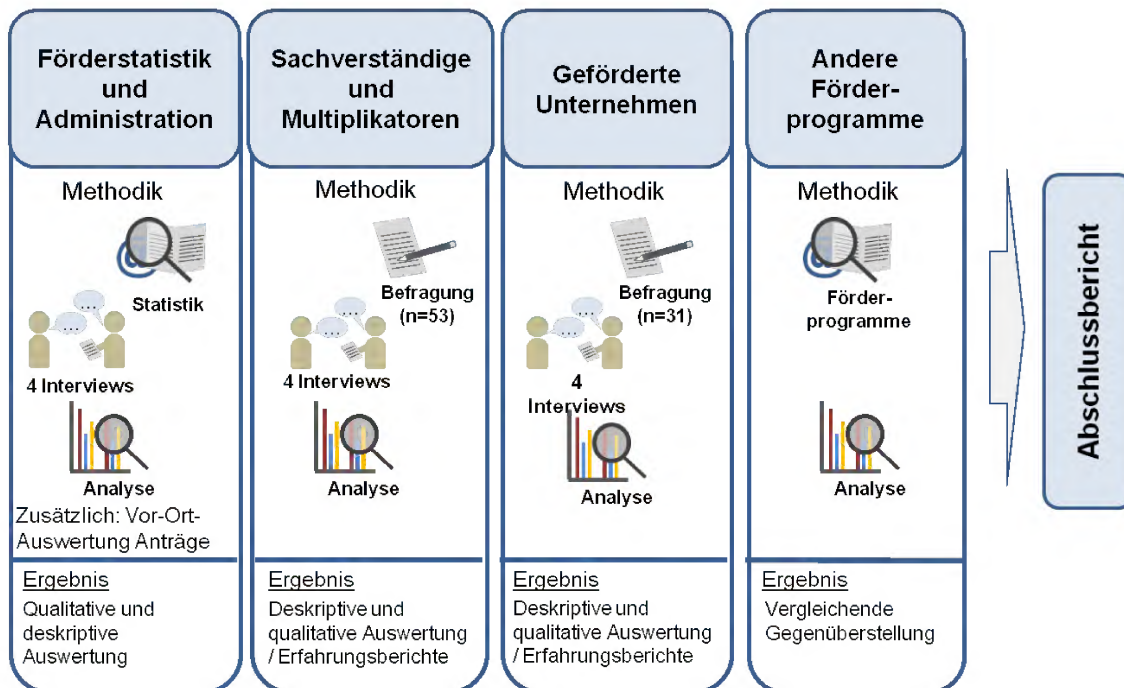 Förderstatistik
und
Administration
Methodik
Statistik
4 Interviews
Analyse
Zusätzlich: Vor-Ort-
Auswertung Anträge
Ergebnis
Qualitative und
deskriptive
Auswertung
Sachverständige
und
Multiplikatoren
Methodik
Befragung
(n=53)
4 Interviews
Analyse
Ergebnis
Deskriptive und
qualitative Auswertung
/ Erfahrungsberichte
Geförderte
Unternehmen
Methodik
Befragung
(n=31)
4
Interviews
Analyse
Ergebnis
Deskriptive und
qualitative Auswertung
/ Erfahrungsberichte
Andere
Förder-
programme
Methodik
Förder-
programme
Analyse
Ergebnis
Vergleichende
Gegenüberstellung
Abschlussbericht